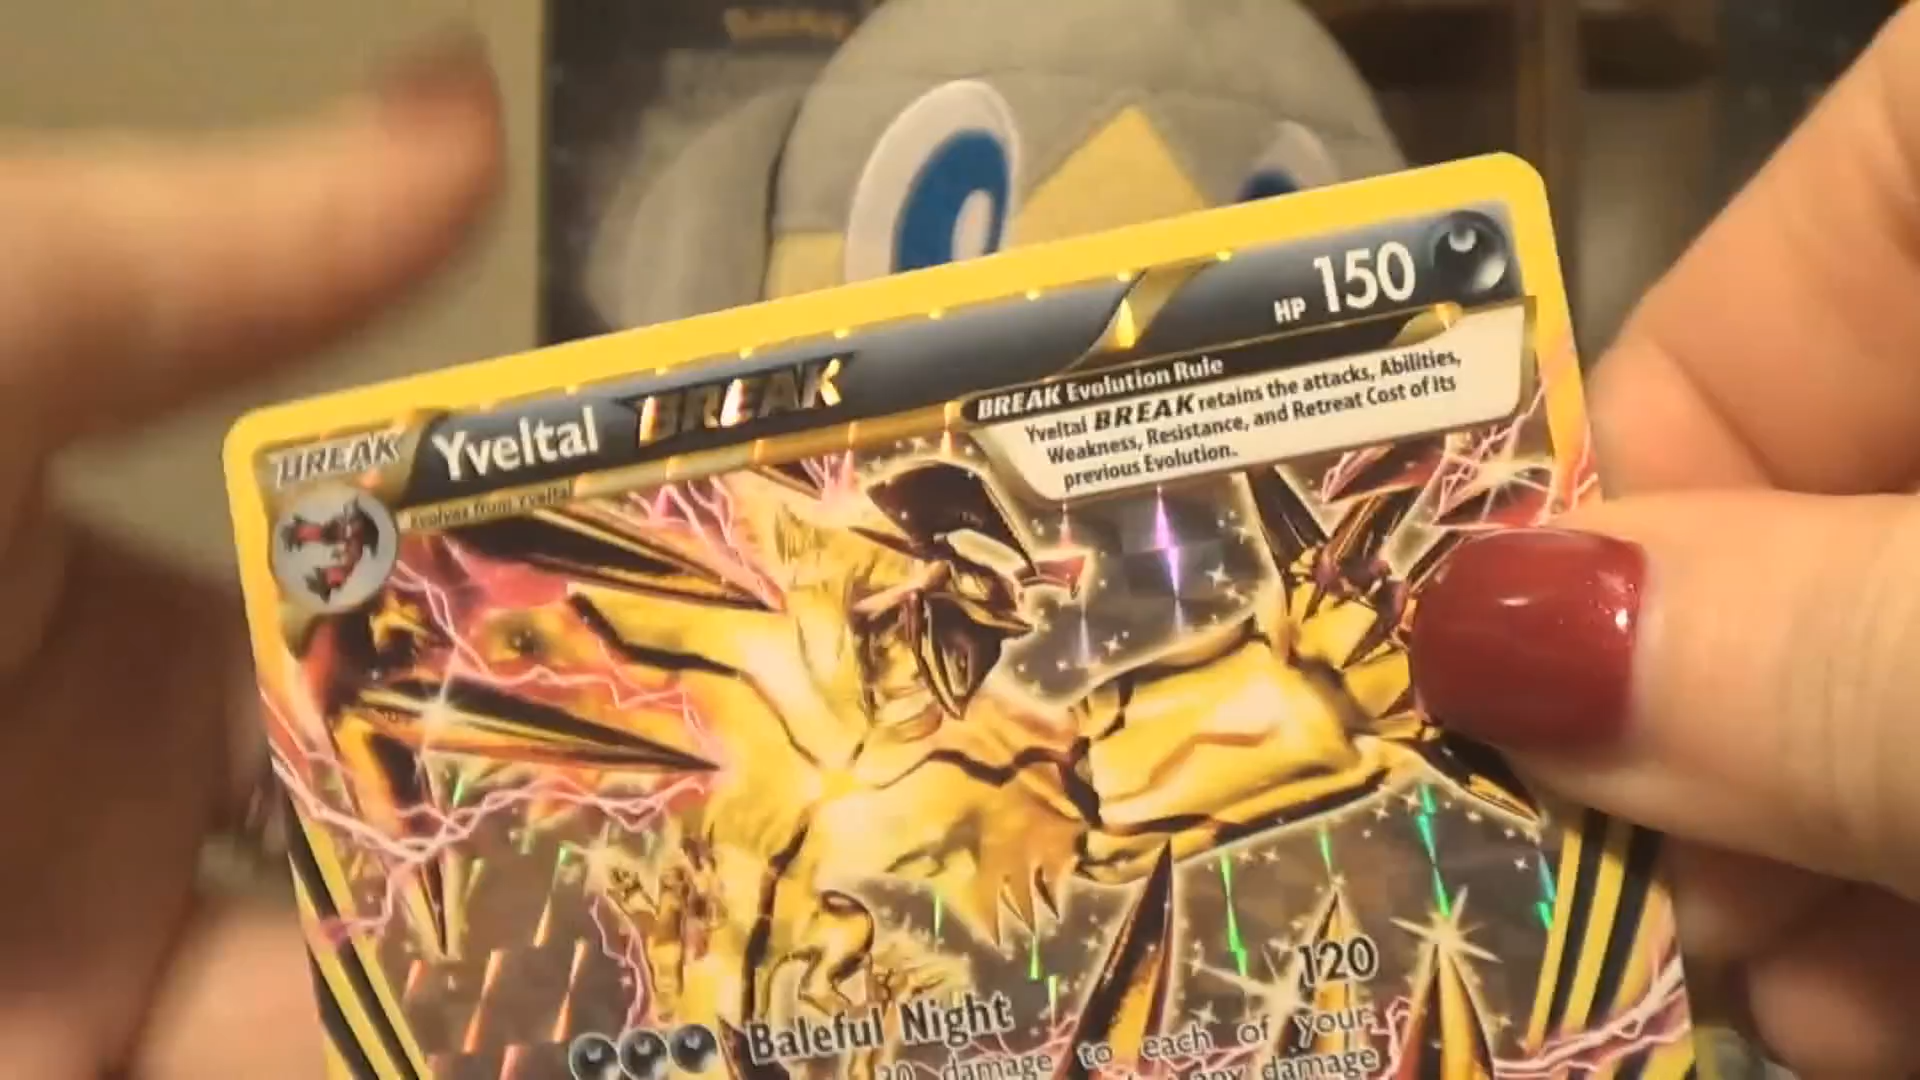 BREAK Yveltal BREAK HP 150
Evolves from Yveltal
BREAK Evolution Rule
Yveltal BREAK retains the attacks, Abilities,
Weakness, Resistance, and Retreat Cost of Its
previous Evolution.
Baleful Night 120
damage to each of your
any damage